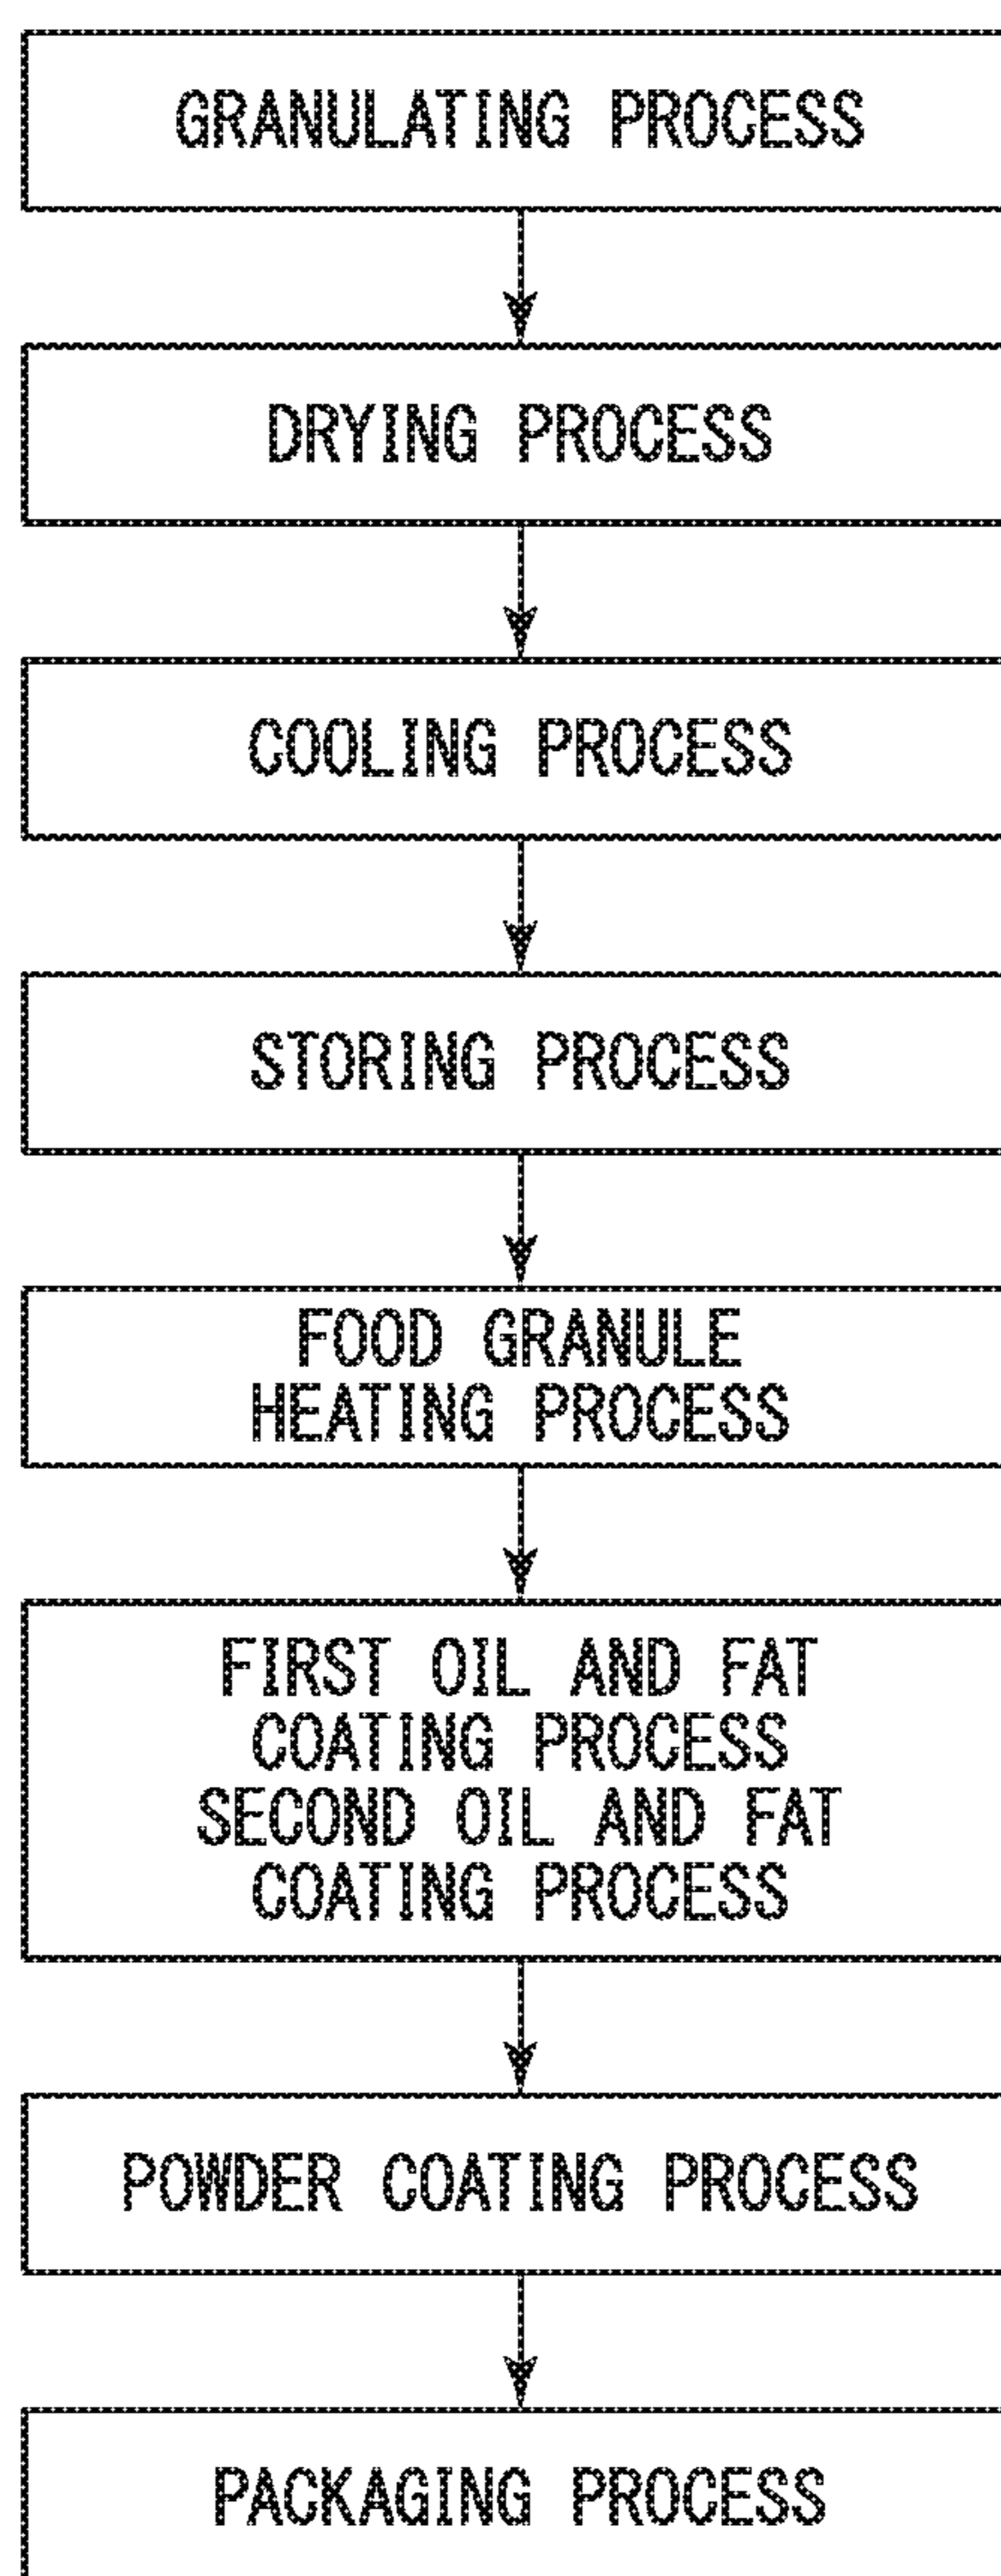 GRANULATING PROCESS
DRYING PROCESS
COOLING PROCESS
STORING PROCESS
FOOD GRANULE
HEATING PROCESS
FIRST OIL AND FAT
COATING PROCESS
SECOND OIL AND FAT
COATING PROCESS
POWDER COATING PROCESS
PACKAGING PROCESS